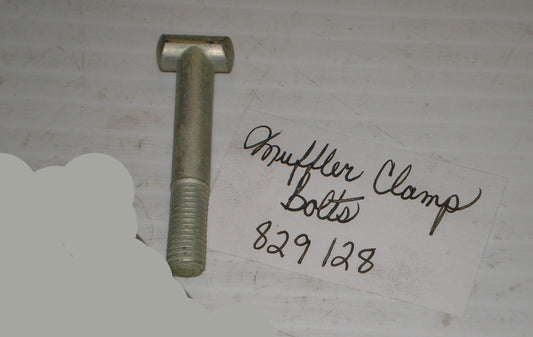 Muffler Clamp
Bolts
829 128